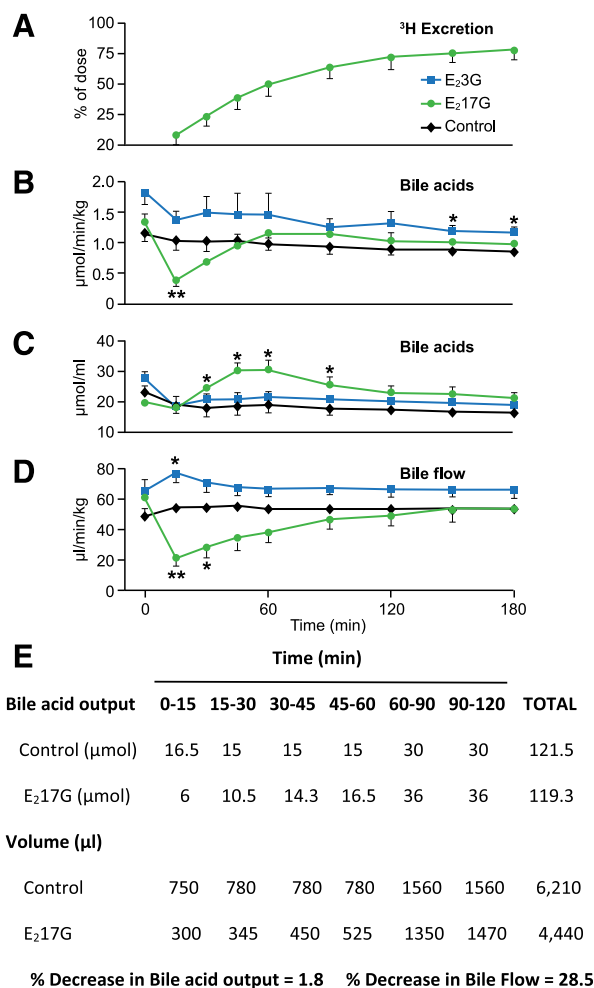 A
³H Excretion
% of dose
100
75
50
20
E₂3G
E₂17G
Control
B
Bile acids
µmol/min/kg
2.0
1.5
1.0
0.5
0
**
*
*
C
Bile acids
µmol/ml
40
30
20
10
*
*
*
*
D
Bile flow
µl/min/kg
80
60
40
20
0
*
**
*
0 60 120 180
Time (min)
E
Time (min)
Bile acid output 0-15 15-30 30-45 45-60 60-90 90-120 TOTAL
Control (µmol) 16.5 15 15 15 30 30 121.5
E₂17G (µmol) 6 10.5 14.3 16.5 36 36 119.3
Volume (µl)
Control 750 780 780 780 1560 1560 6,210
E₂17G 300 345 450 525 1350 1470 4,440
% Decrease in Bile acid output = 1.8 % Decrease in Bile Flow = 28.5